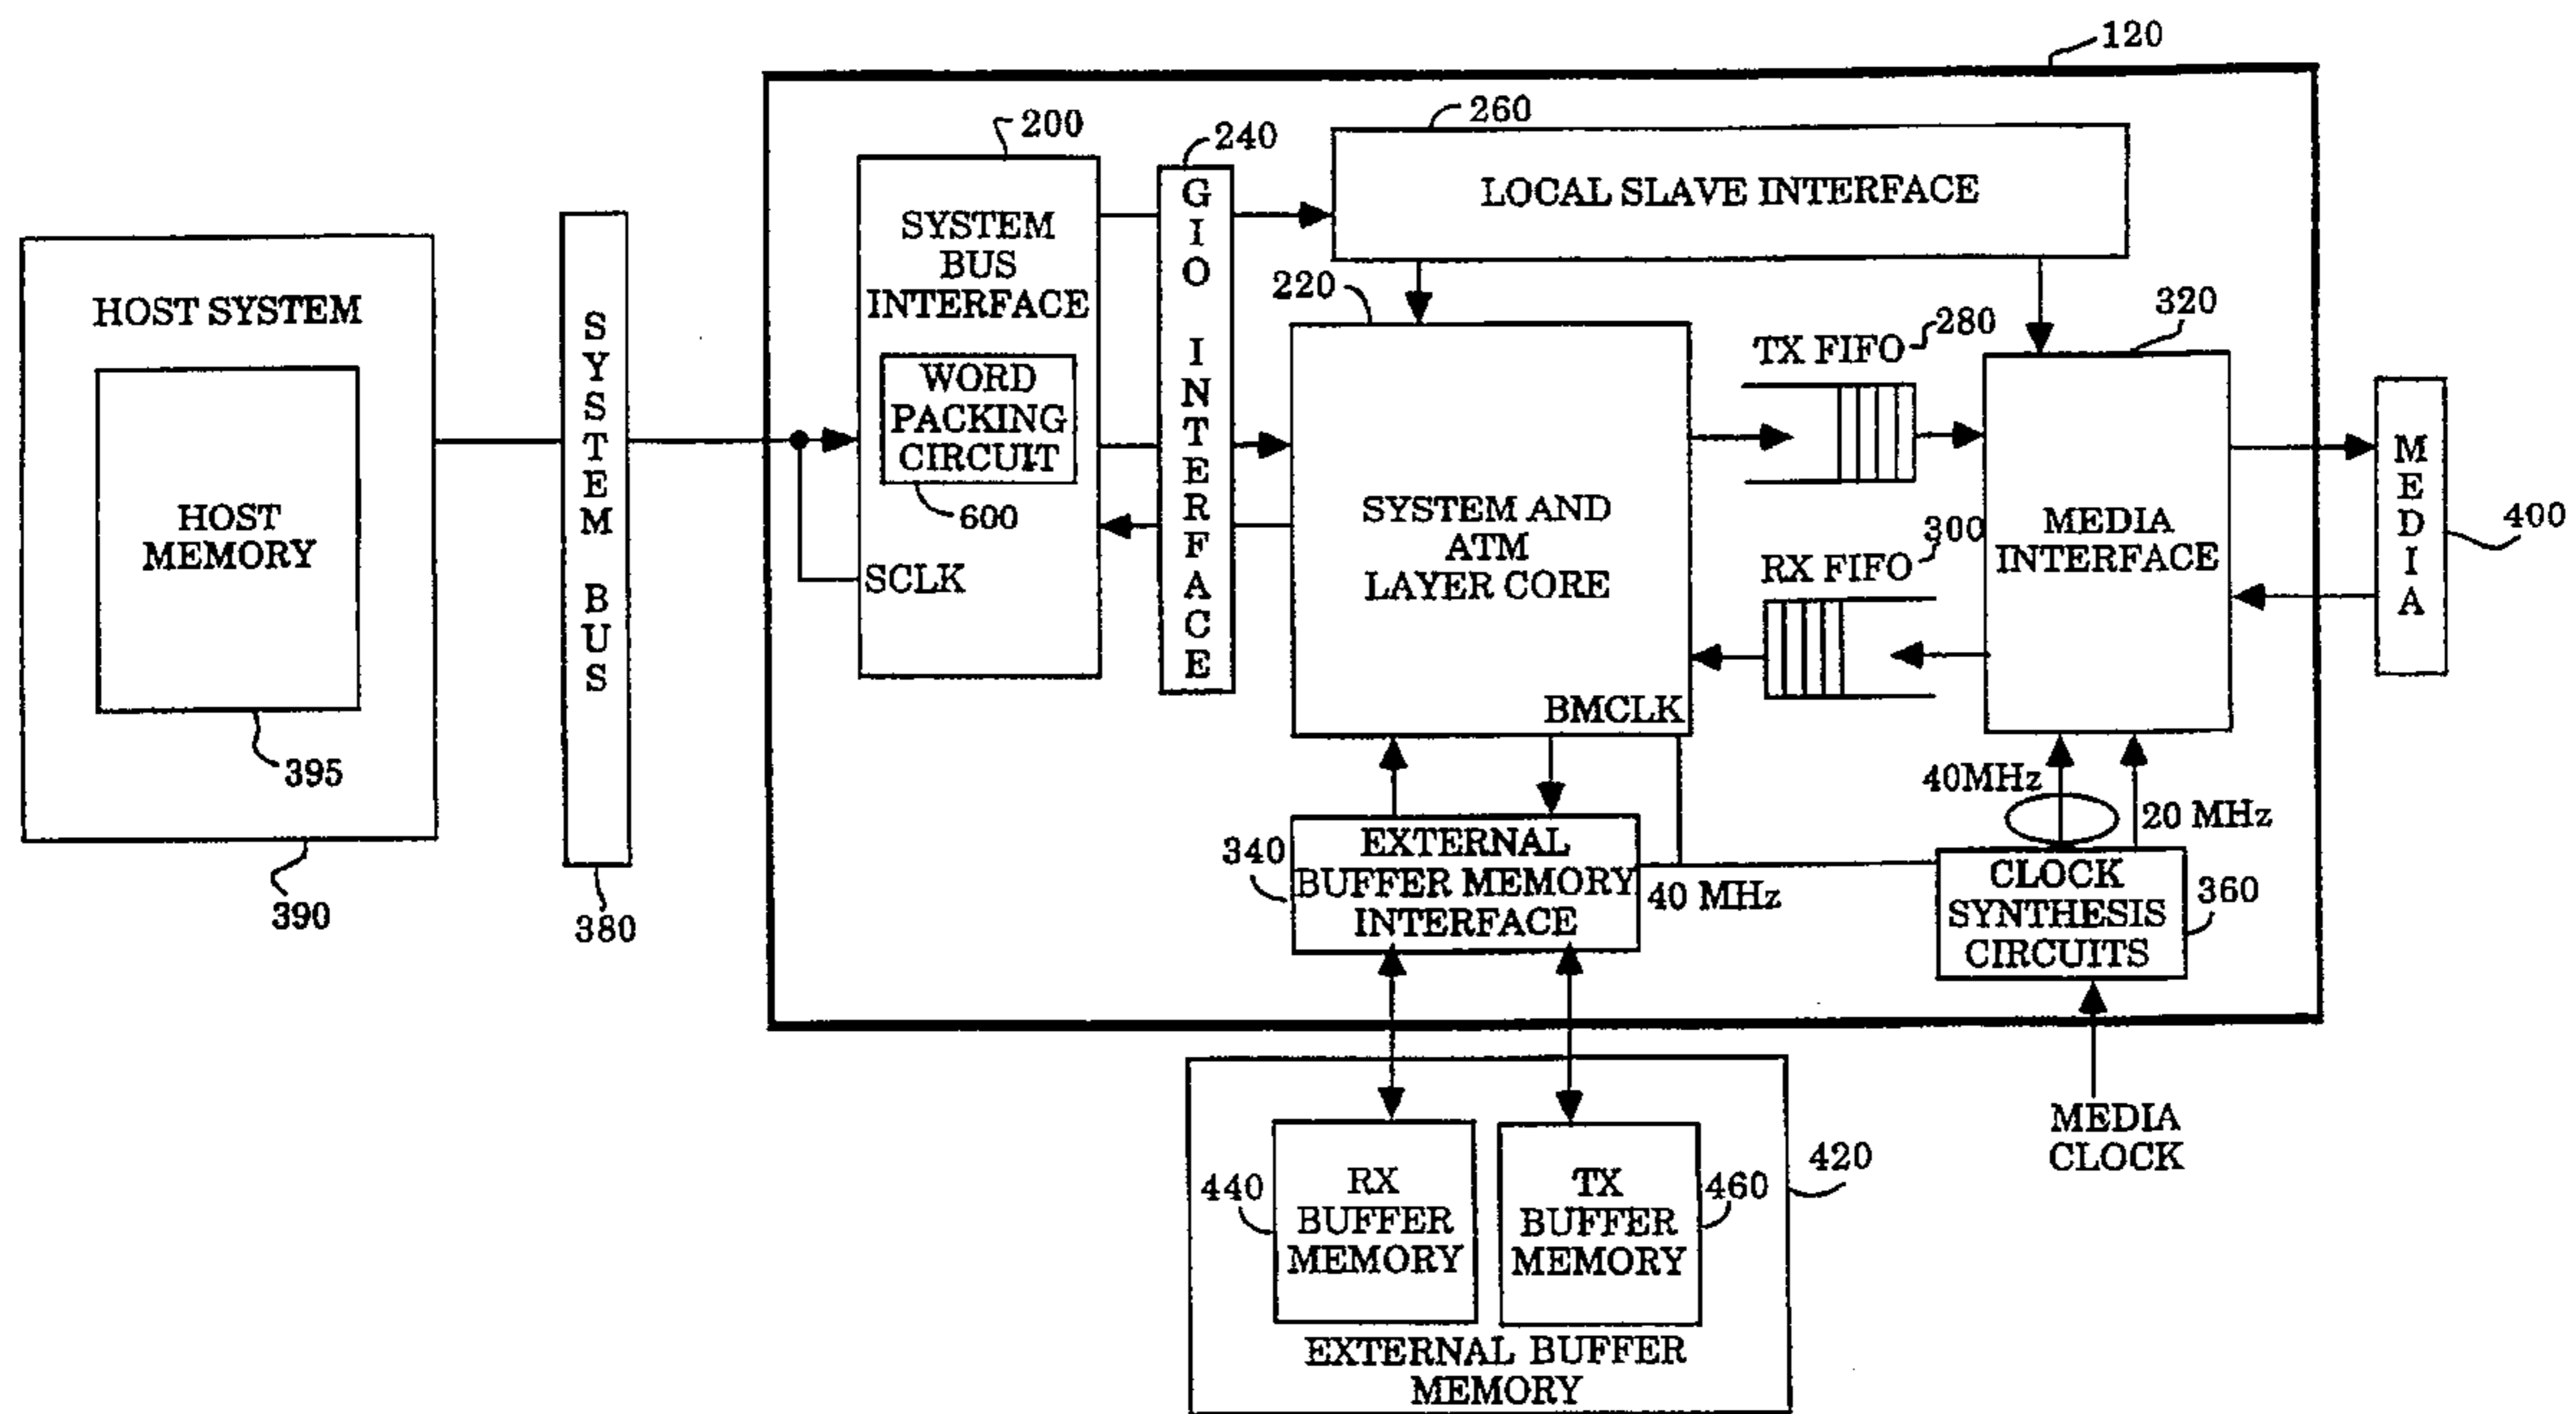 120
200
240
260
GIO INTERFACE
LOCAL SLAVE INTERFACE
SYSTEM
BUS
INTERFACE
WORD
PACKING
CIRCUIT
600
SCLK
HOST SYSTEM
HOST
MEMORY
395
390
SYSTEM BUS
380
220
SYSTEM AND
ATM
LAYER CORE
BMCLK
TX FIFO
280
RX FIFO
300
320
MEDIA
INTERFACE
MEDIA
400
40MHz
20 MHz
340
EXTERNAL
BUFFER MEMORY
INTERFACE
40 MHz
CLOCK
SYNTHESIS
CIRCUITS
360
MEDIA
CLOCK
440
RX
BUFFER
MEMORY
TX
BUFFER
MEMORY
460
420
EXTERNAL BUFFER
MEMORY